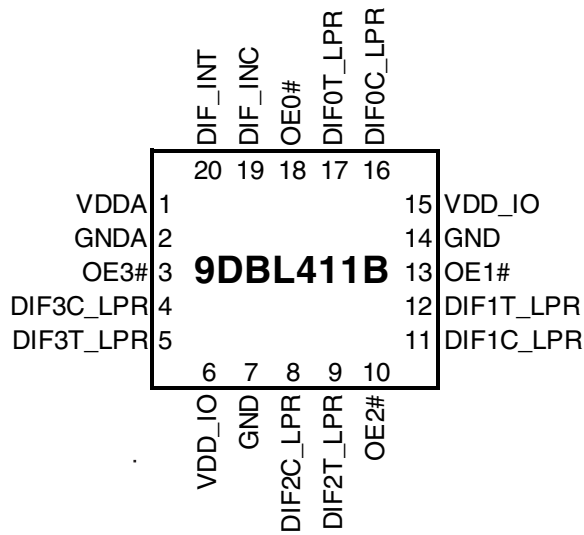 DIF_INT
DIF_INC
OE0#
DIF0T_LPR
DIF0C_LPR
20 19 18 17 16
VDDA 1 15 VDD_IO
GNDA 2 14 GND
OE3# 3 9DBL411B 13 OE1#
DIF3C_LPR 4 12 DIF1T_LPR
DIF3T_LPR 5 11 DIF1C_LPR
6 7 8 9 10
VDD_IO
GND
DIF2C_LPR
DIF2T_LPR
OE2#